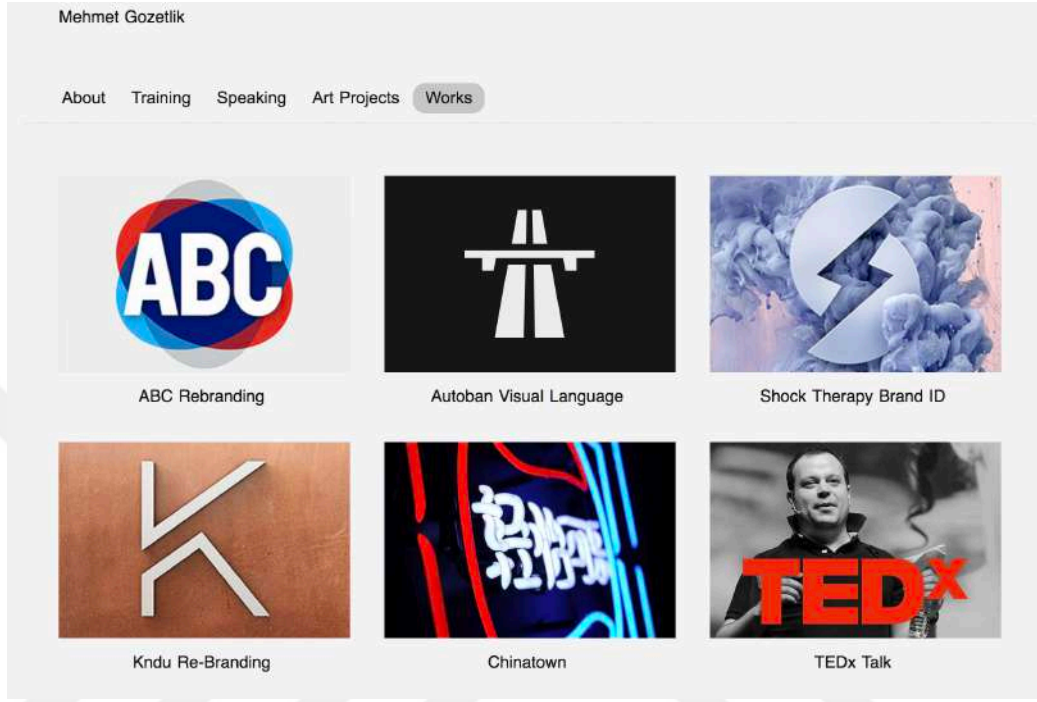 Mehmet Gozetlik
About Training Speaking Art Projects Works
ABC
ABC Rebranding Autoban Visual Language Shock Therapy Brand ID
TEDx
Kndu Re-Branding Chinatown TEDx Talk